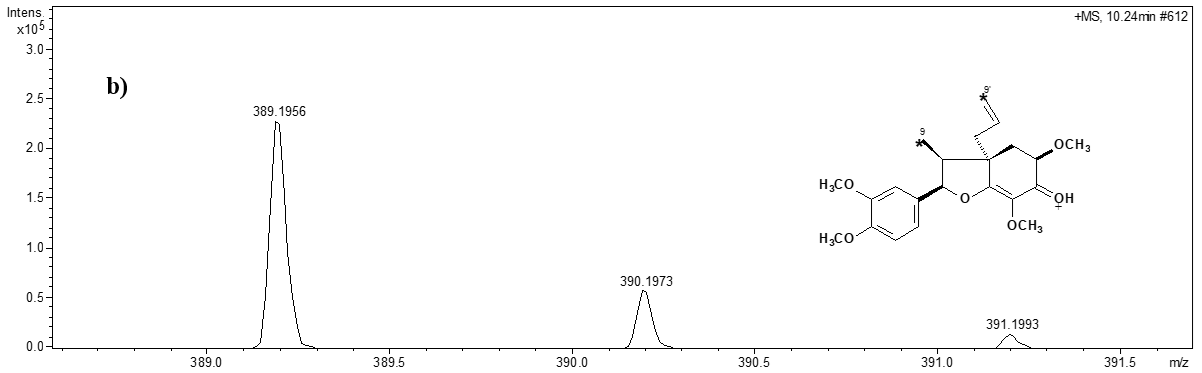 Intens.
x10⁵
+MS, 10.24min #612
3.0
b)
2.5
389.1956
2.0
1.5
1.0
0.5
0.0
390.1973
391.1993
*9'
*9
OCH₃
H₃CO
O
OH
+
OCH₃
H₃CO
389.0
389.5
390.0
390.5
391.0
391.5
m/z